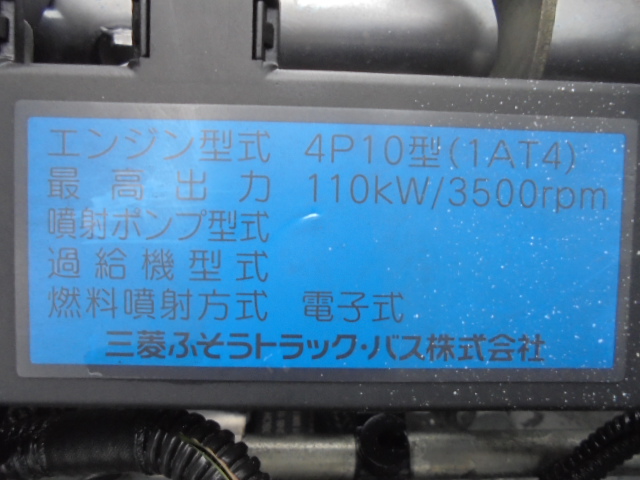 エンジン型式 4P10型(1AT4)
最高出力 110kW/3500rpm
噴射ポンプ型式
過給機型式
燃料噴射方式 電子式
三菱ふそうトラック・バス株式会社